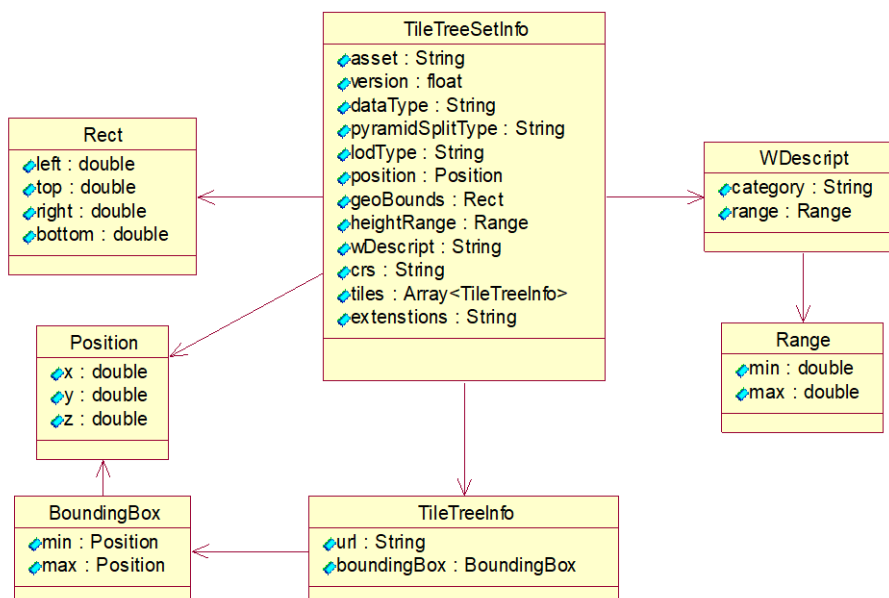 TileTreeSetInfo
asset : String
version : float
dataType : String
pyramidSplitType : String
lodType : String
position : Position
geoBounds : Rect
heightRange : Range
wDescript : String
crs : String
tiles : Array<TileTreeInfo>
extenstions : String
Rect
left : double
top : double
right : double
bottom : double
WDescript
category : String
range : Range
Position
x : double
y : double
z : double
Range
min : double
max : double
BoundingBox
min : Position
max : Position
TileTreeInfo
url : String
boundingBox : BoundingBox